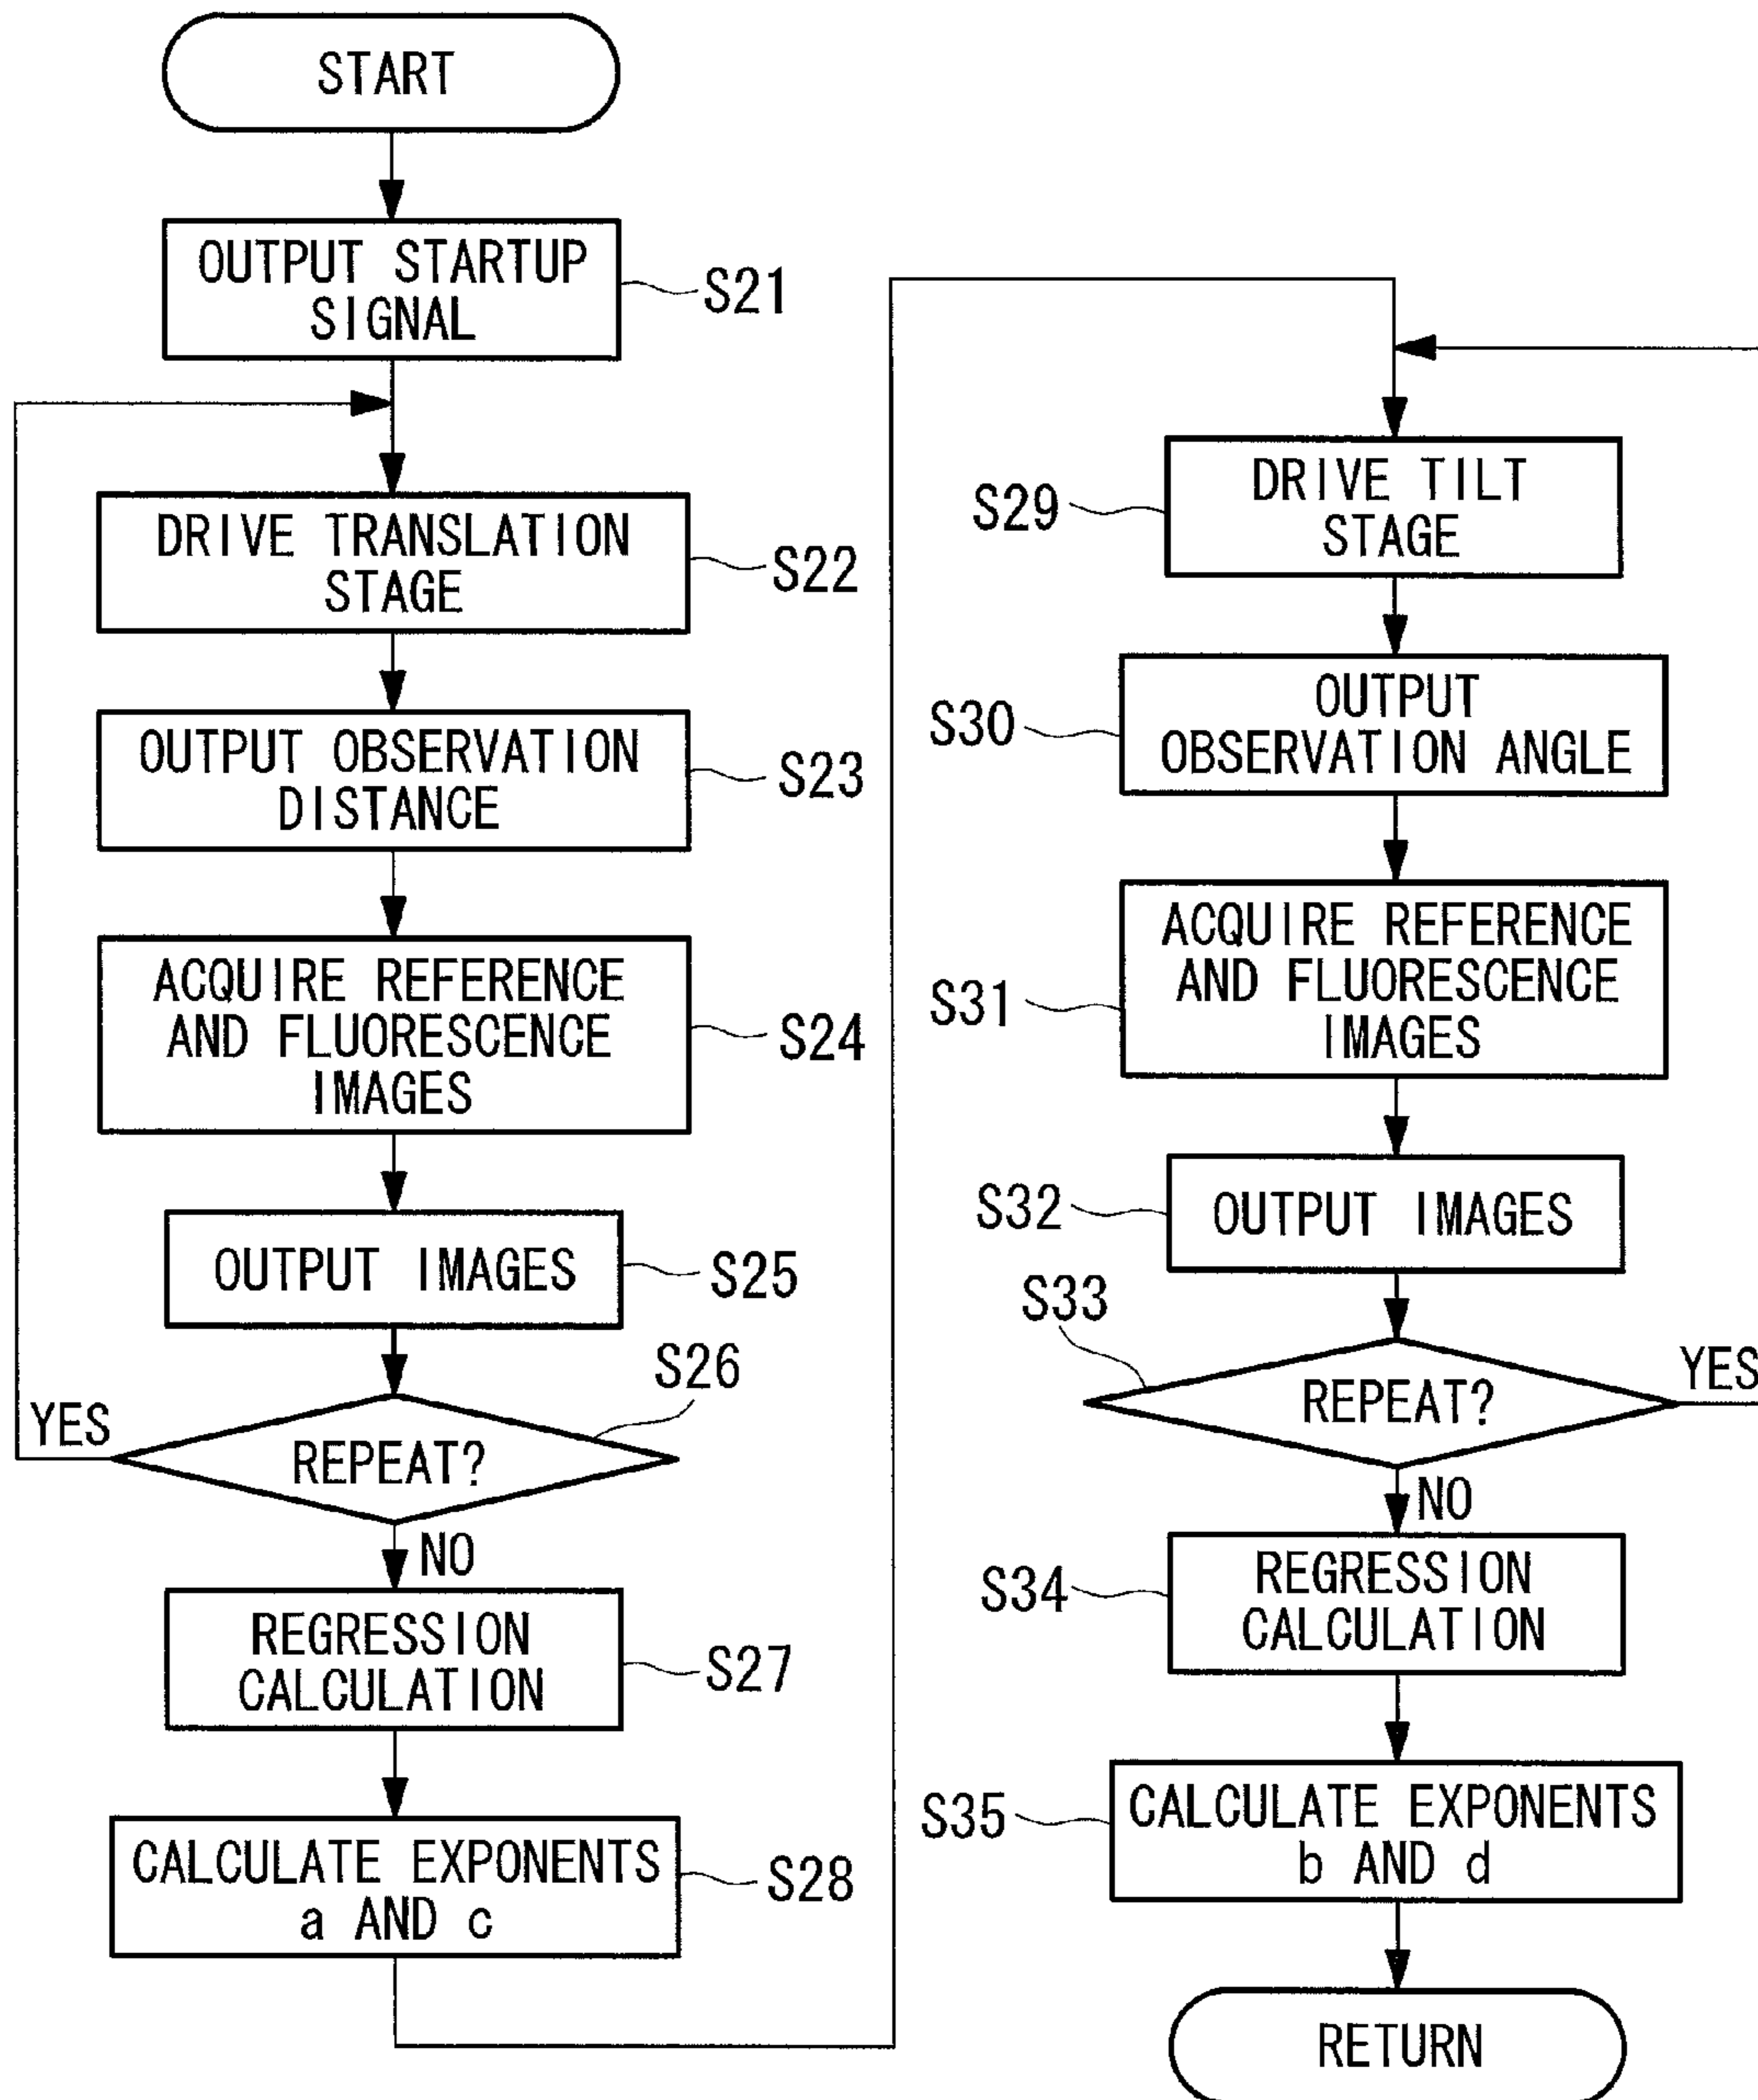 START
OUTPUT STARTUP
SIGNAL
S21
DRIVE TRANSLATION
STAGE
S22
OUTPUT OBSERVATION
DISTANCE
S23
ACQUIRE REFERENCE
AND FLUORESCENCE
IMAGES
S24
OUTPUT IMAGES
S25
S26
YES
REPEAT?
NO
REGRESSION
CALCULATION
S27
CALCULATE EXPONENTS
a AND c
S28
DRIVE TILT
STAGE
S29
OUTPUT
OBSERVATION ANGLE
S30
ACQUIRE REFERENCE
AND FLUORESCENCE
IMAGES
S31
OUTPUT IMAGES
S32
S33
YES
REPEAT?
NO
REGRESSION
CALCULATION
S34
CALCULATE EXPONENTS
b AND d
S35
RETURN